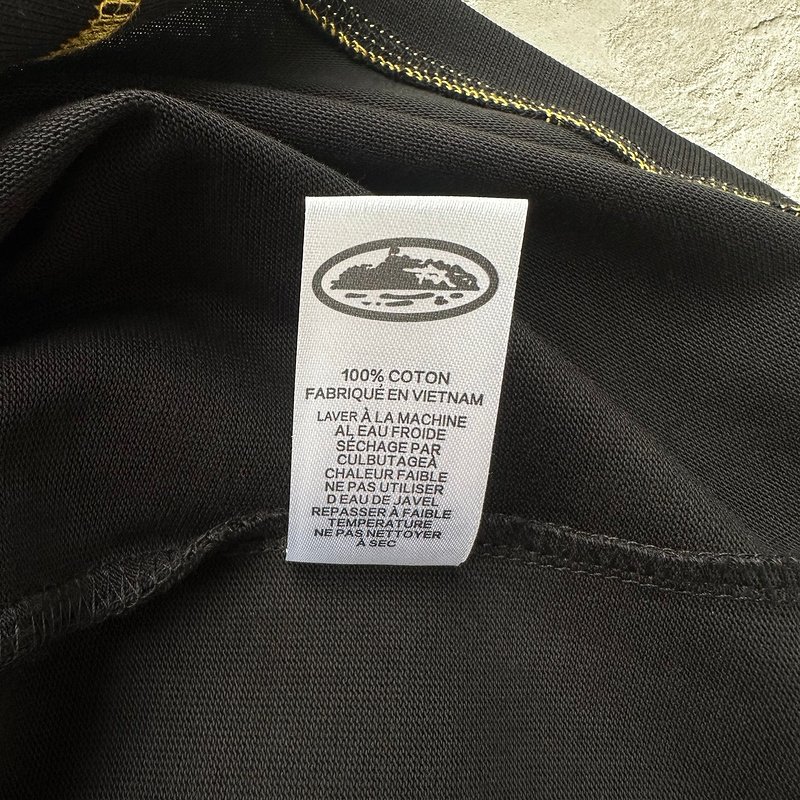 100% COTON
FABRIQUÉ EN VIETNAM
LAVER À LA MACHINE
AL EAU FROIDE
SÉCHAGE PAR
CULBUTAGEÀ
CHALEUR FAIBLE
NE PAS UTILISER
D EAU DE JAVEL
REPASSER À FAIBLE
TEMPERATURE
NE PAS NETTOYER
À SEC